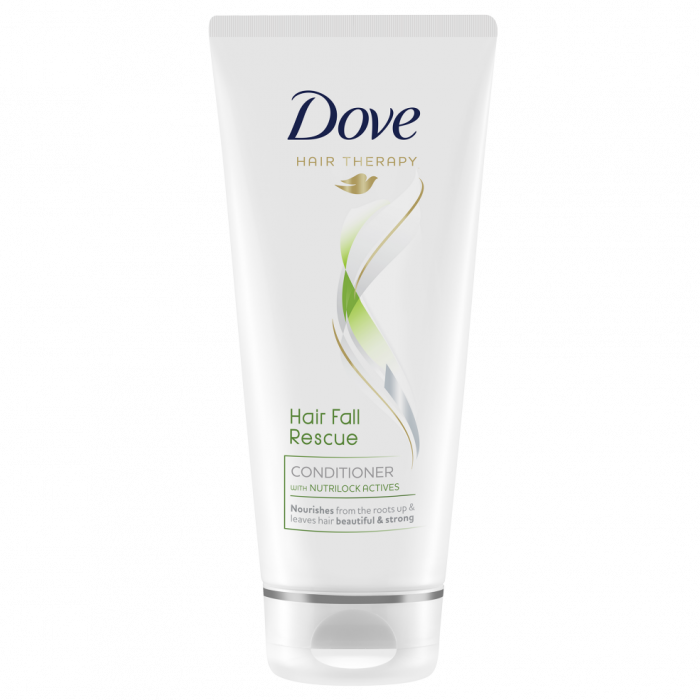 Dove
HAIR THERAPY
Hair Fall
Rescue
CONDITIONER
WITH NUTRILOCK ACTIVES
Nourishes from the roots up &
leaves hair beautiful & strong